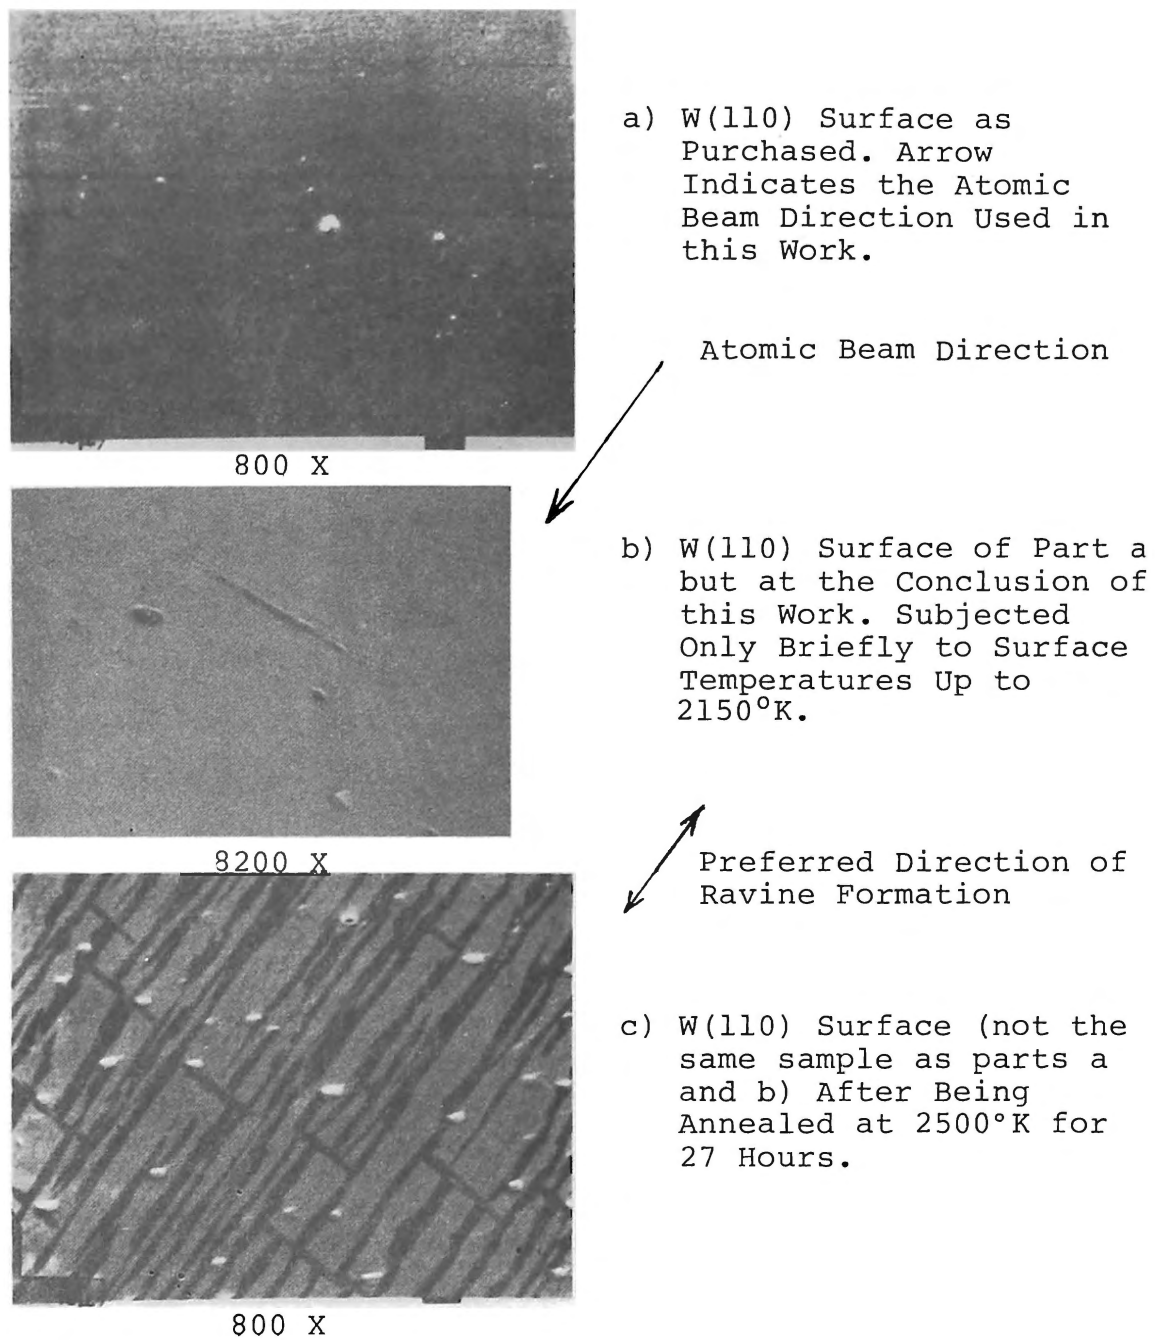 a) W(110) Surface as
Purchased. Arrow
Indicates the Atomic
Beam Direction Used in
this Work.
Atomic Beam Direction
800 X
b) W(110) Surface of Part a
but at the Conclusion of
this Work. Subjected
Only Briefly to Surface
Temperatures Up to
2150°K.
8200 X
Preferred Direction of
Ravine Formation
c) W(110) Surface (not the
same sample as parts a
and b) After Being
Annealed at 2500°K for
27 Hours.
800 X